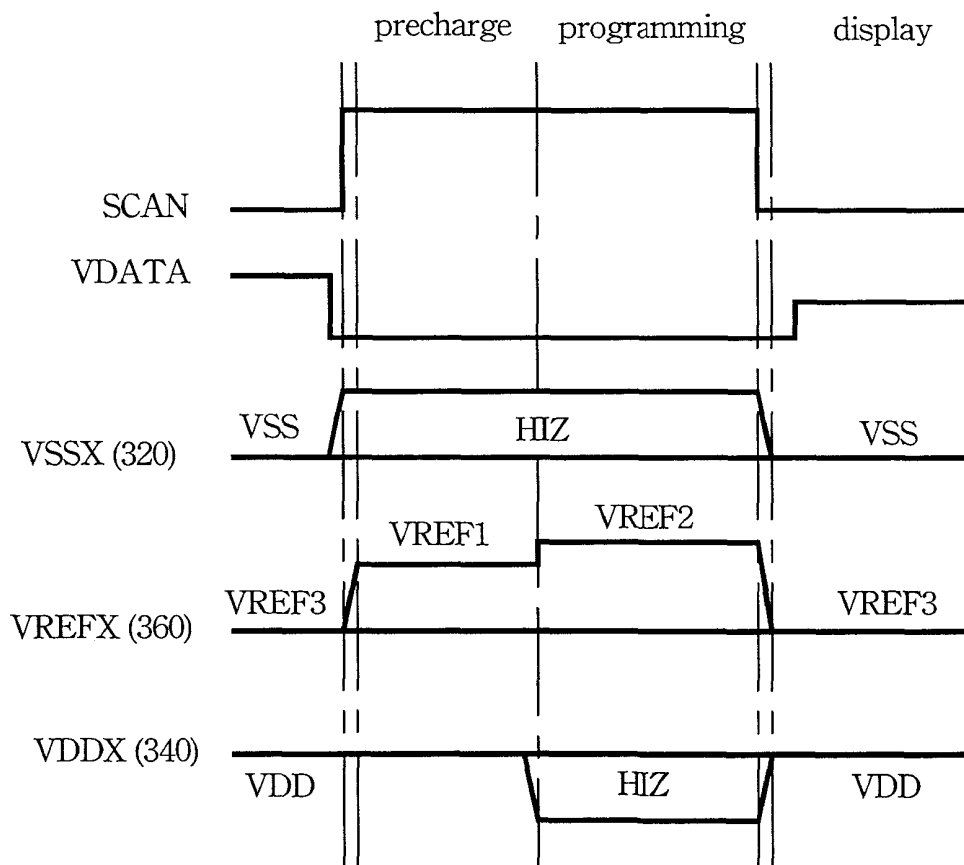 precharge programming display
SCAN
VDATA
VSS HIZ VSS
VSSX (320)
VREF1 VREF2
VREF3 VREF3
VREFX (360)
VDDX (340)
VDD HIZ VDD